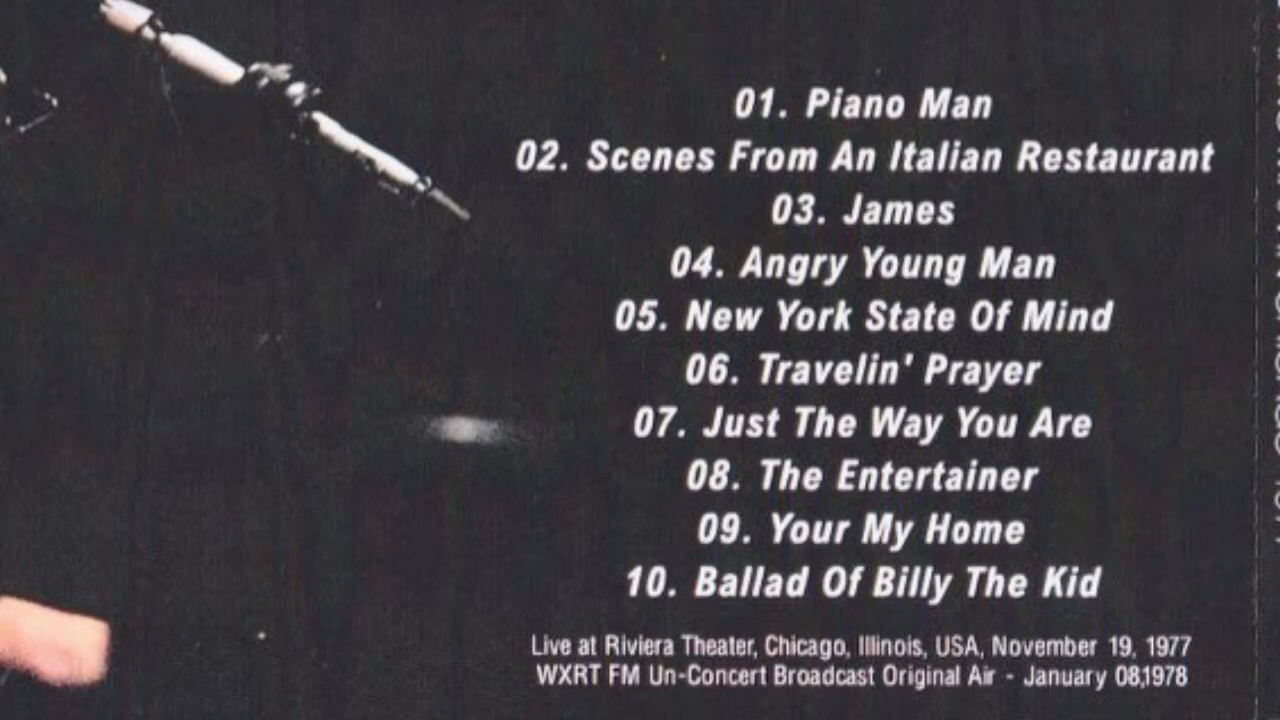 01. Piano Man
02. Scenes From An Italian Restaurant
03. James
04. Angry Young Man
05. New York State Of Mind
06. Travelin' Prayer
07. Just The Way You Are
08. The Entertainer
09. Your My Home
10. Ballad Of Billy The Kid
Live at Riviera Theater, Chicago, Illinois, USA, November 19, 1977
WXRT FM Un-Concert Broadcast Original Air - January 08,1978